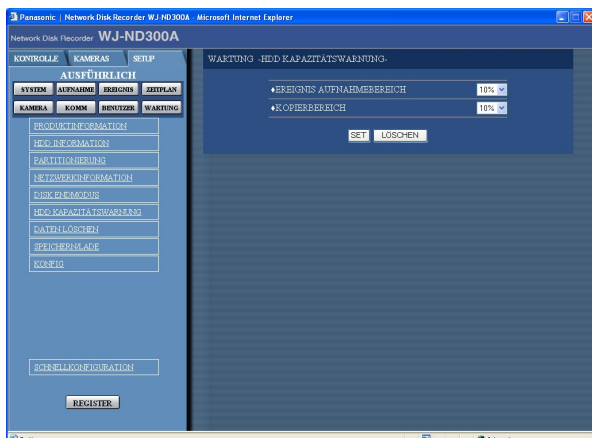 Panasonic | Network Disk Recorder WJ-ND300A - Microsoft Internet Explorer
Network Disk Recorder WJ-ND300A
KONTROLLE KAMERAS SETUP
AUSFÜHRLICH
SYSTEM AUFNAHME EREIGNIS ZEITPLAN
KAMERA KOMM BENUTZER WARTUNG
PRODUKTINFORMATION
HDD INFORMATION
PARTITIONIERUNG
NETZWERKINFORMATION
DISK ENDMODUS
HDD KAPAZITÄTSWARNUNG
DATEN LÖSCHEN
SPEICHERN/LADE
KONFIG
SCHNELLKONFIGURATION
REGISTER
WARTUNG -HDD KAPAZITÄTSWARNUNG-
♦EREIGNIS AUFNAHMEBEREICH 10%
♦KOPIERBEREICH 10%
SET LÖSCHEN